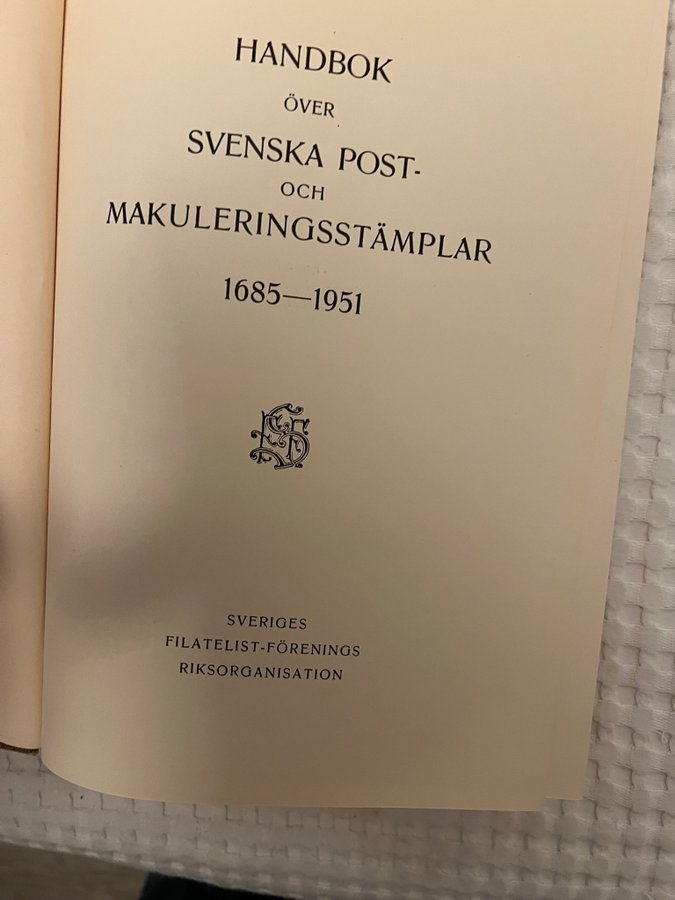 HANDBOK
ÖVER
SVENSKA POST-
OCH
MAKULERINGSSTÄMPLAR
1685—1951
SVERIGES
FILATELIST-FÖRENINGS
RIKSORGANISATION